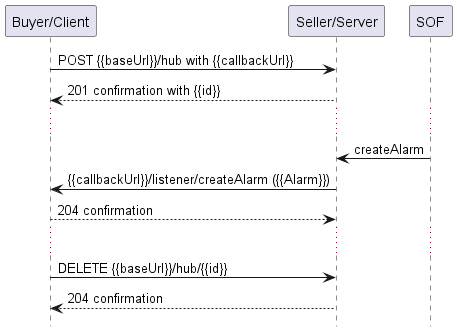 Buyer/Client
Seller/Server
SOF
POST {{baseUrl}}/hub with {{callbackUrl}}
201 confirmation with {{id}}
createAlarm
{{callbackUrl}}/listener/createAlarm ({{Alarm}})
204 confirmation
DELETE {{baseUrl}}/hub/{{id}}
204 confirmation